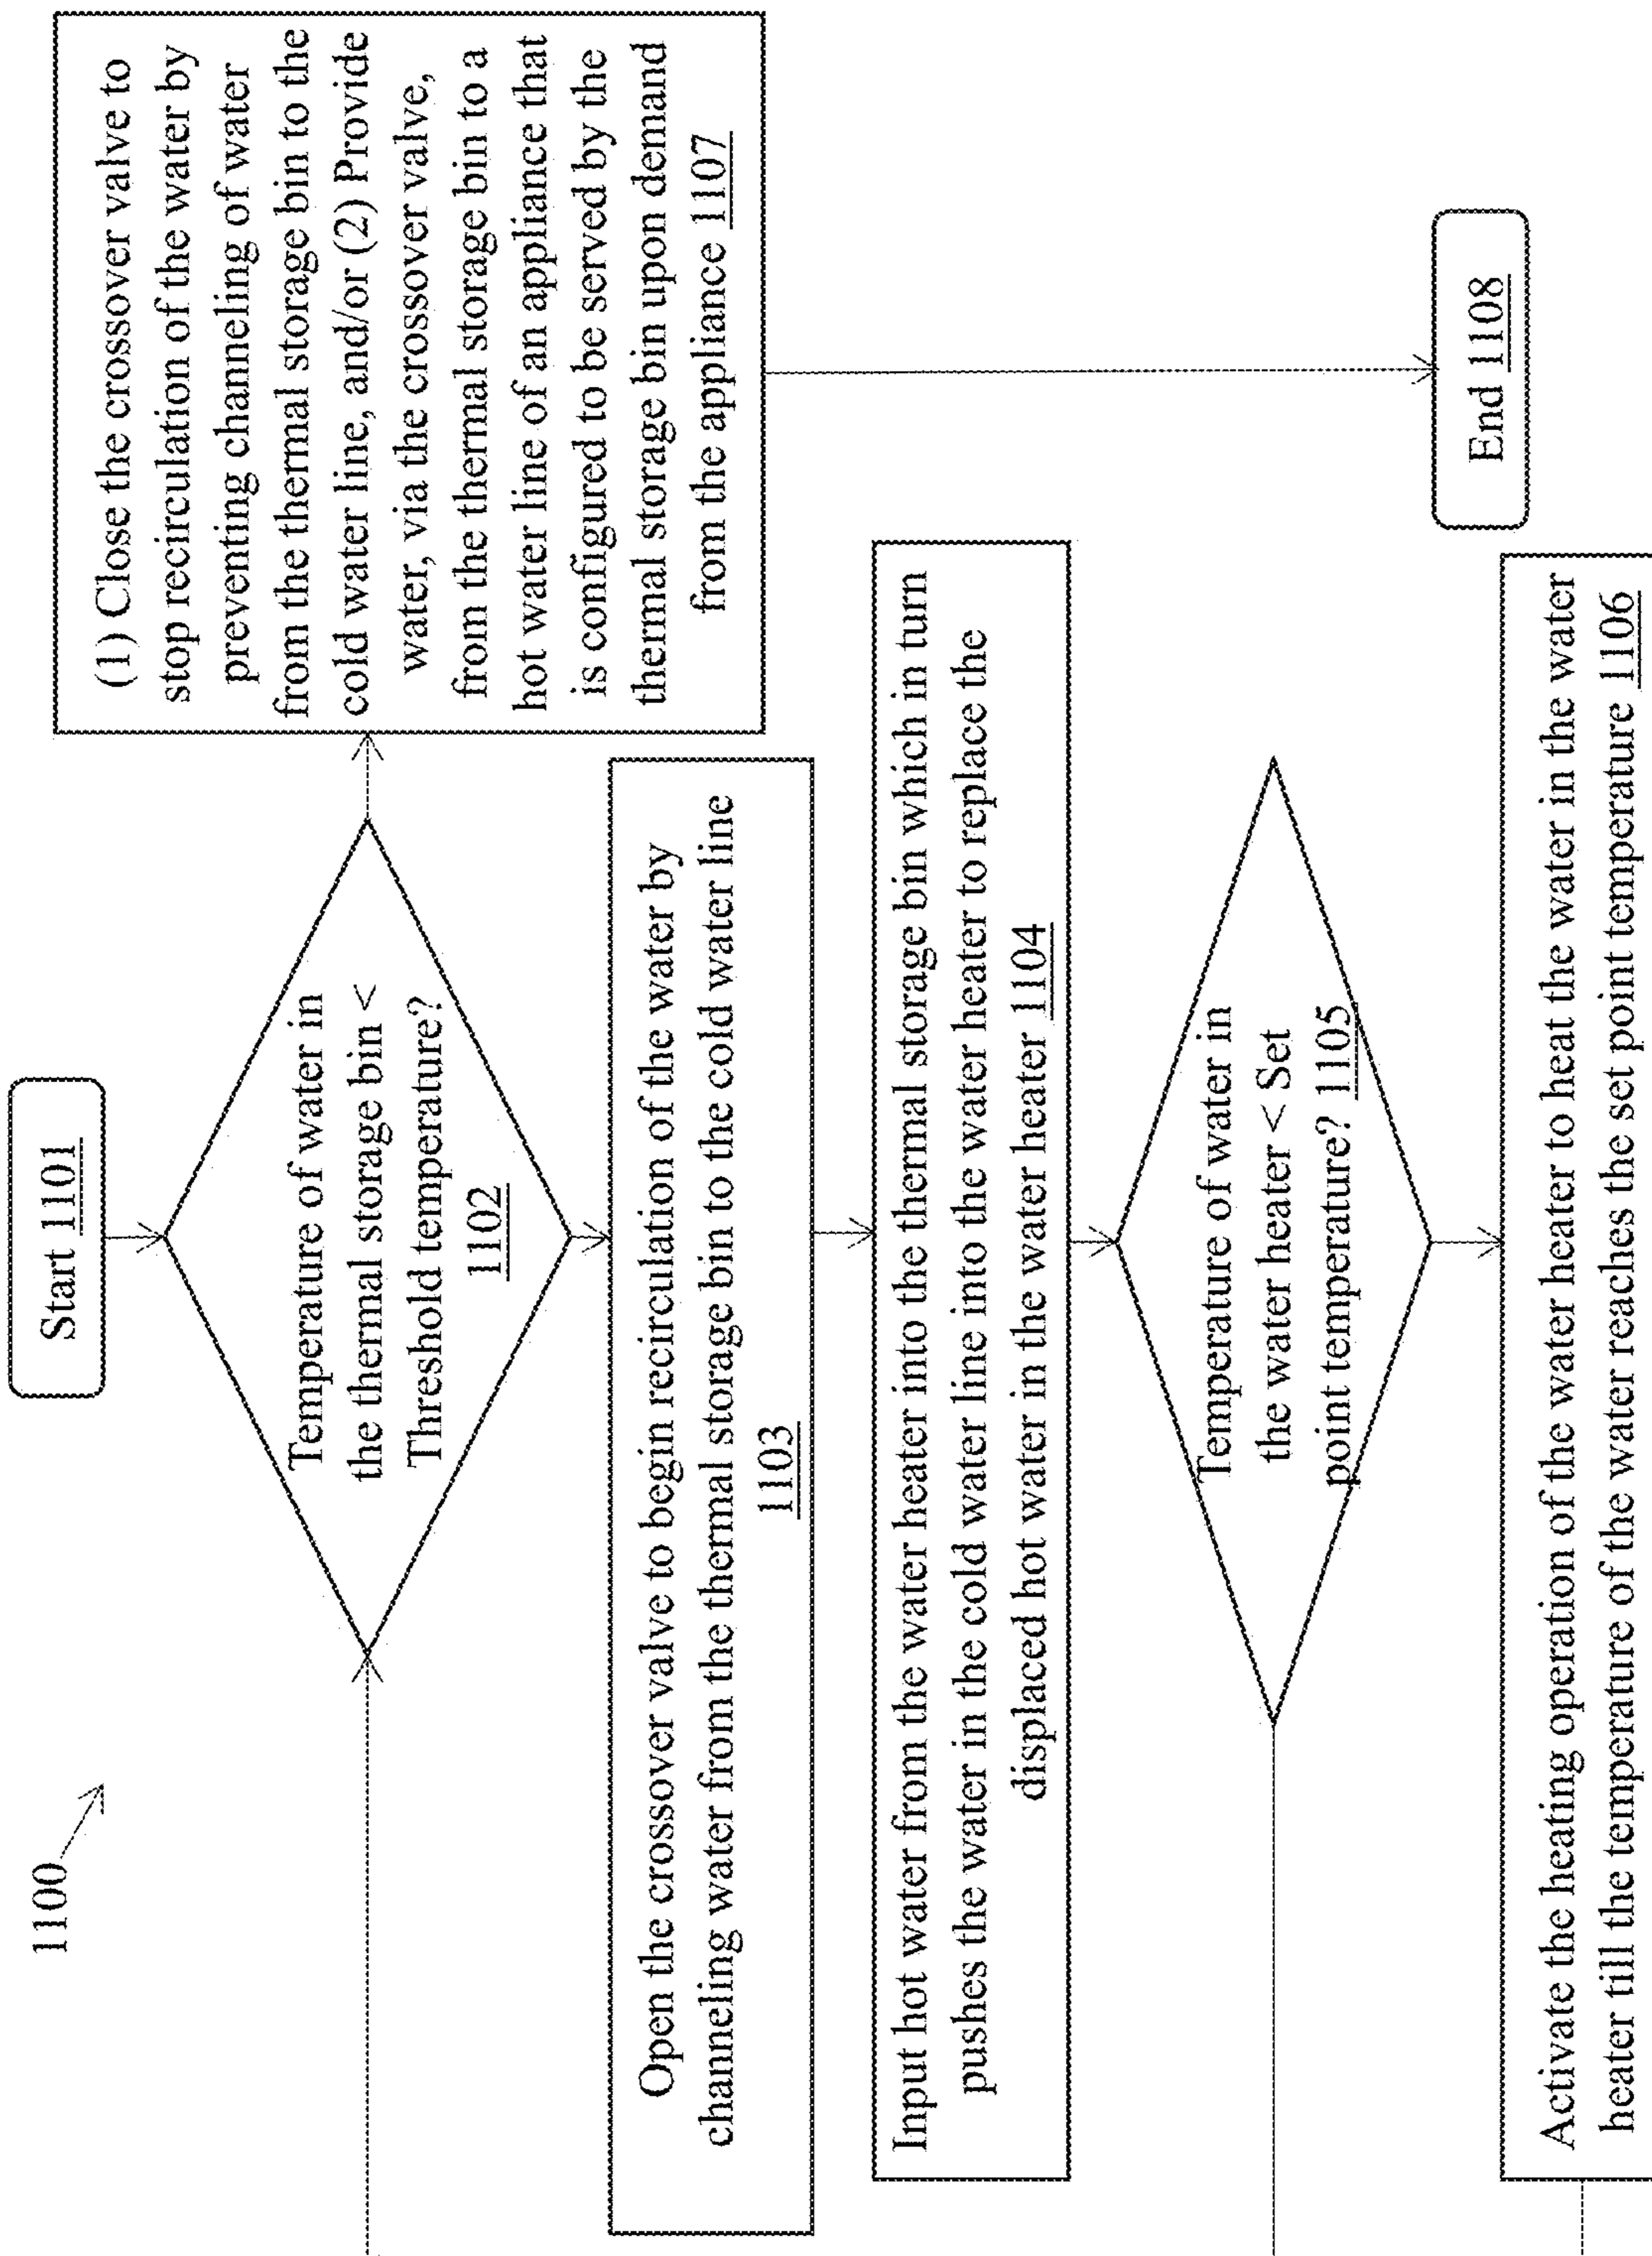 1100
Start 1101
Temperature of water in
the thermal storage bin <
Threshold temperature?
1102
(1) Close the crossover valve to
stop recirculation of the water by
preventing channeling of water
from the thermal storage bin to the
cold water line, and/or (2) Provide
water, via the crossover valve,
from the thermal storage bin to a
hot water line of an appliance that
is configured to be served by the
thermal storage bin upon demand
from the appliance 1107
Open the crossover valve to begin recirculation of the water by
channeling water from the thermal storage bin to the cold water line
1103
Input hot water from the water heater into the thermal storage bin which in turn
pushes the water in the cold water line into the water heater to replace the
displaced hot water in the water heater 1104
Temperature of water in
the water heater < Set
point temperature? 1105
End 1108
Activate the heating operation of the water heater to heat the water in the water
heater till the temperature of the water reaches the set point temperature 1106